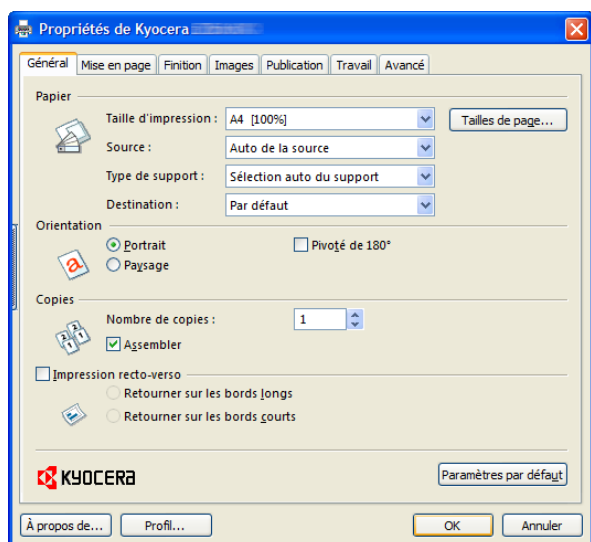 Propriétés de Kyocera
Général Mise en page Finition Images Publication Travail Avancé
Papier
Taille d'impression : A4 [100%] Tailles de page...
Source : Auto de la source
Type de support : Sélection auto du support
Destination : Par défaut
Orientation
Portrait Pivoté de 180°
Paysage
Copies
Nombre de copies : 1
Assembler
Impression recto-verso
Retourner sur les bords longs
Retourner sur les bords courts
KYOCERA Paramètres par défaut
À propos de... Profil... OK Annuler